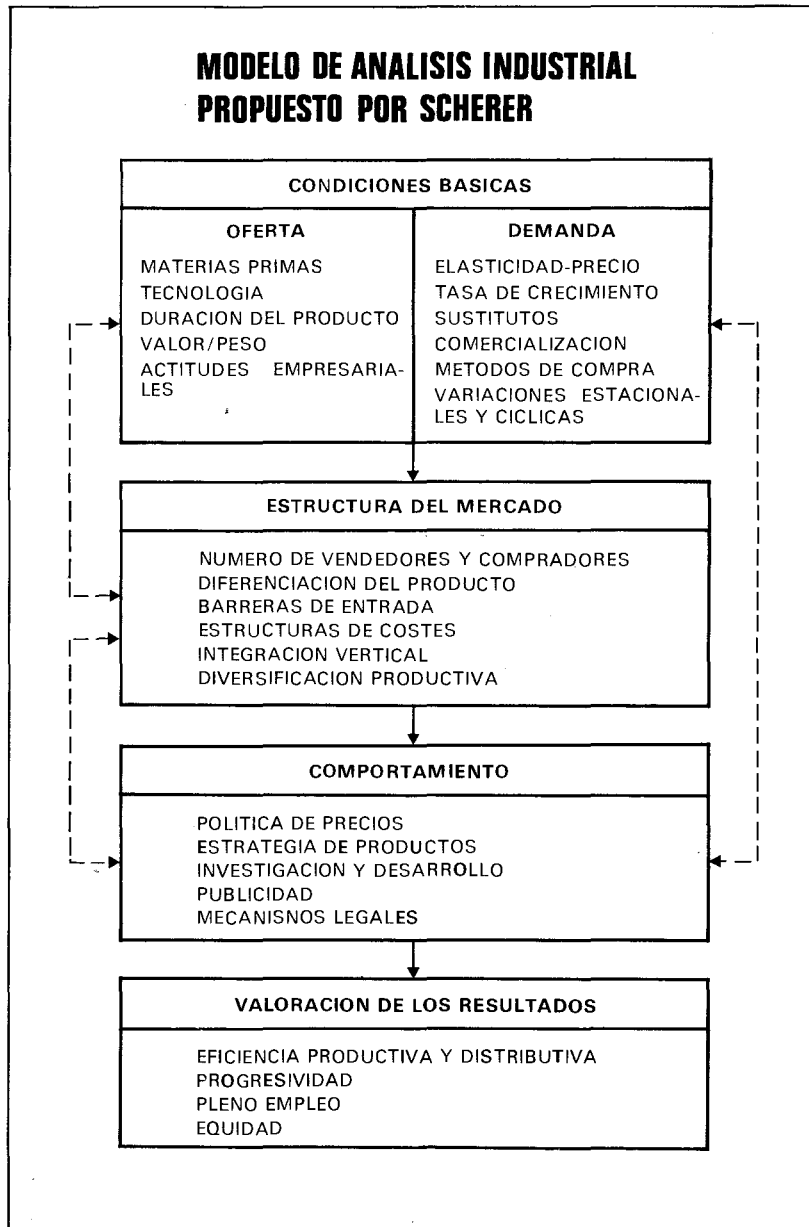 MODELO DE ANALISIS INDUSTRIAL
PROPUESTO POR SCHERER
CONDICIONES BASICAS
OFERTA
MATERIAS PRIMAS
TECNOLOGIA
DURACION DEL PRODUCTO
VALOR/PESO
ACTITUDES EMPRESARIA-
LES
DEMANDA
ELASTICIDAD-PRECIO
TASA DE CRECIMIENTO
SUSTITUTOS
COMERCIALIZACION
METODOS DE COMPRA
VARIACIONES ESTACIONA-
LES Y CICLICAS
ESTRUCTURA DEL MERCADO
NUMERO DE VENDEDORES Y COMPRADORES
DIFERENCIACION DEL PRODUCTO
BARRERAS DE ENTRADA
ESTRUCTURAS DE COSTES
INTEGRACION VERTICAL
DIVERSIFICACION PRODUCTIVA
COMPORTAMIENTO
POLITICA DE PRECIOS
ESTRATEGIA DE PRODUCTOS
INVESTIGACION Y DESARROLLO
PUBLICIDAD
MECANISNOS LEGALES
VALORACION DE LOS RESULTADOS
EFICIENCIA PRODUCTIVA Y DISTRIBUTIVA
PROGRESIVIDAD
PLENO EMPLEO
EQUIDAD